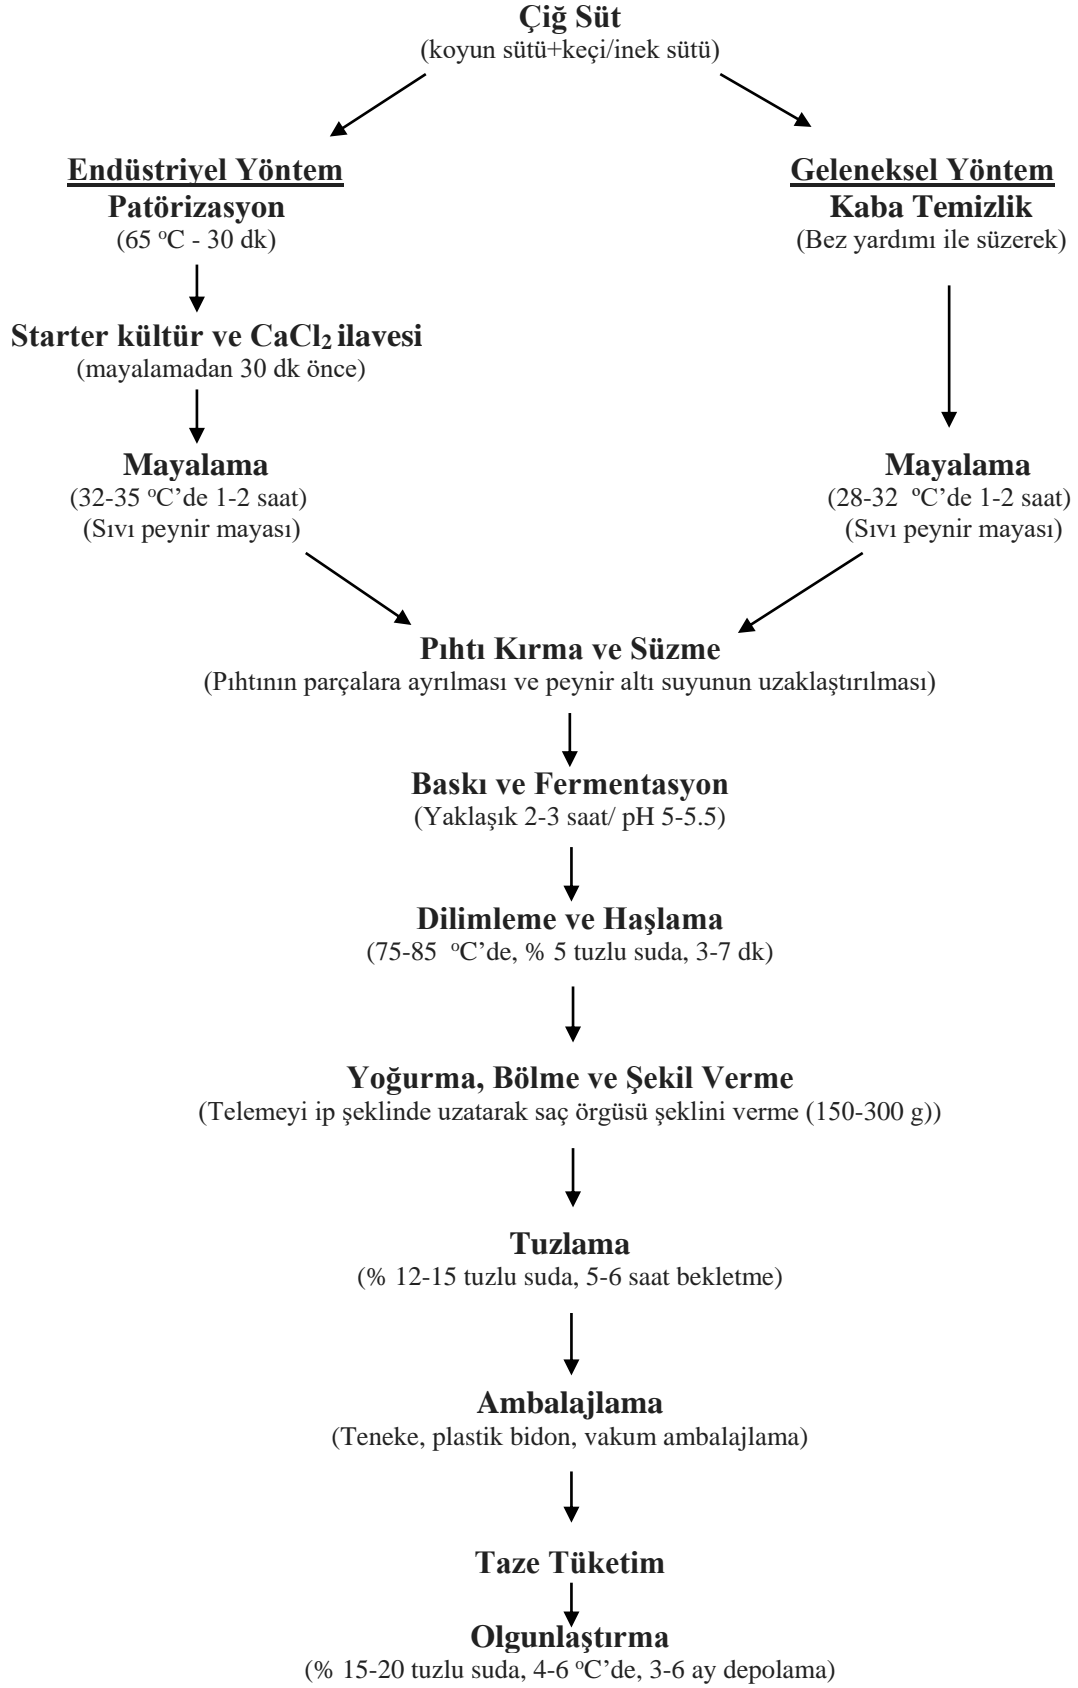 Çiğ Süt
(koyun sütü+keçi/inek sütü)
Endüstriyel Yöntem
Patörizasyon
(65 ºC - 30 dk)
Starter kültür ve CaCl₂ ilavesi
(mayalamadan 30 dk önce)
Mayalama
(32-35 ºC’de 1-2 saat)
(Sıvı peynir mayası)
Geleneksel Yöntem
Kaba Temizlik
(Bez yardımı ile süzerek)
Mayalama
(28-32 ºC’de 1-2 saat)
(Sıvı peynir mayası)
Pıhtı Kırma ve Süzme
(Pıhtının parçalara ayrılması ve peynir altı suyunun uzaklaştırılması)
Baskı ve Fermentasyon
(Yaklaşık 2-3 saat/ pH 5-5.5)
Dilimleme ve Haşlama
(75-85 ºC’de, % 5 tuzlu suda, 3-7 dk)
Yoğurma, Bölme ve Şekil Verme
(Telemeyi ip şeklinde uzatarak saç örgüsü şeklini verme (150-300 g))
Tuzlama
(% 12-15 tuzlu suda, 5-6 saat bekletme)
Ambalajlama
(Teneke, plastik bidon, vakum ambalajlama)
Taze Tüketim
Olgunlaştırma
(% 15-20 tuzlu suda, 4-6 ºC’de, 3-6 ay depolama)